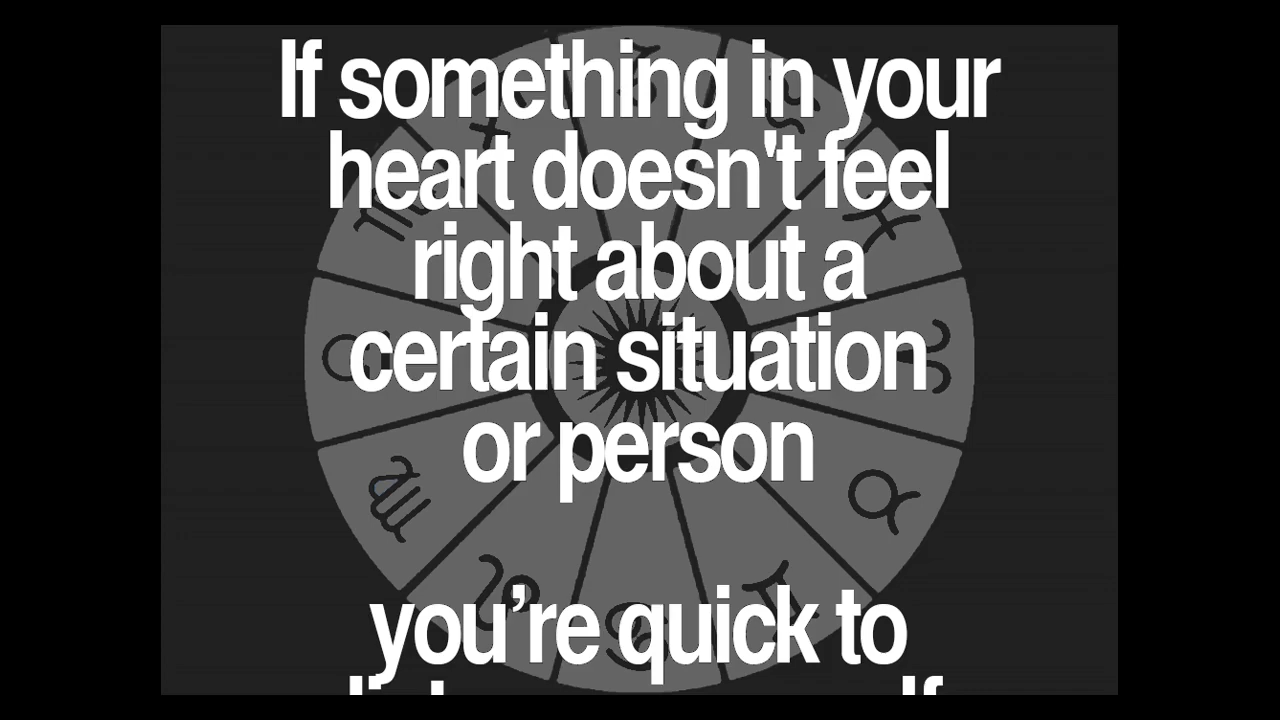 If something in your
heart doesn't feel
right about a
certain situation
or person
you’re quick to